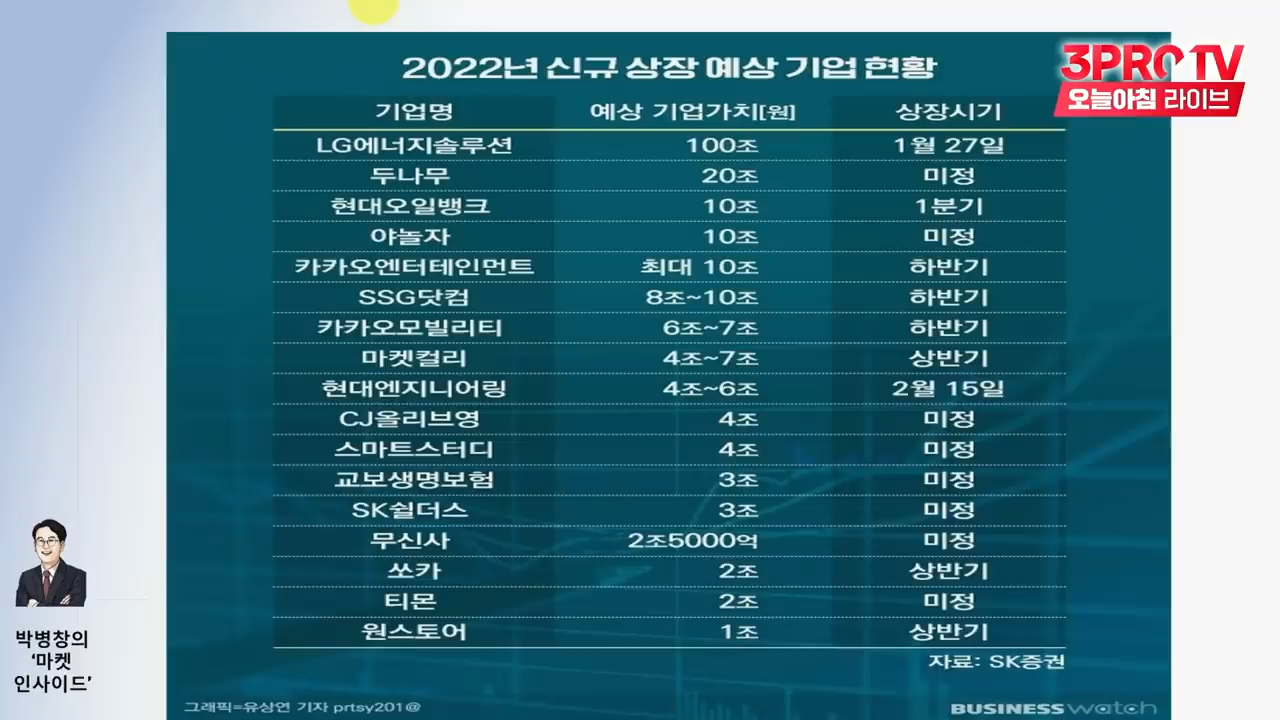 3PRO TV
오늘아침 라이브
2022년 신규 상장 예상 기업 현황
기업명 예상 기업가치[원] 상장시기
LG에너지솔루션 100조 1월 27일
두나무 20조 미정
현대오일뱅크 10조 1분기
야놀자 10조 미정
카카오엔터테인먼트 최대 10조 하반기
SSG닷컴 8조~10조 하반기
카카오모빌리티 6조~7조 하반기
마켓컬리 4조~7조 상반기
현대엔지니어링 4조~6조 2월 15일
CJ올리브영 4조 미정
스마트스터디 4조 미정
교보생명보험 3조 미정
SK쉴더스 3조 미정
무신사 2조5000억 미정
쏘카 2조 상반기
티몬 2조 미정
원스토어 1조 상반기
자료: SK증권
박병창의
‘마켓
인사이드’
그래픽=유상연 기자 prtsy201@
BUSINESS watch